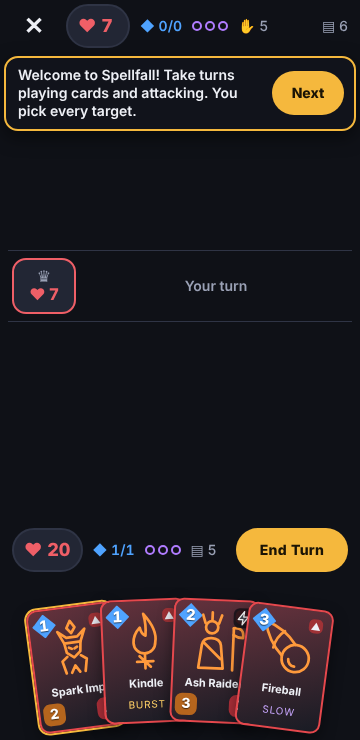 7 0/0 5 6
Welcome to Spellfall! Take turns
playing cards and attacking. You
pick every target.
Next
7
Your turn
20 1/1 5
End Turn
1 1 2 3
Spark Imp Kindle Ash Raide Fireball
BURST SLOW
2 3